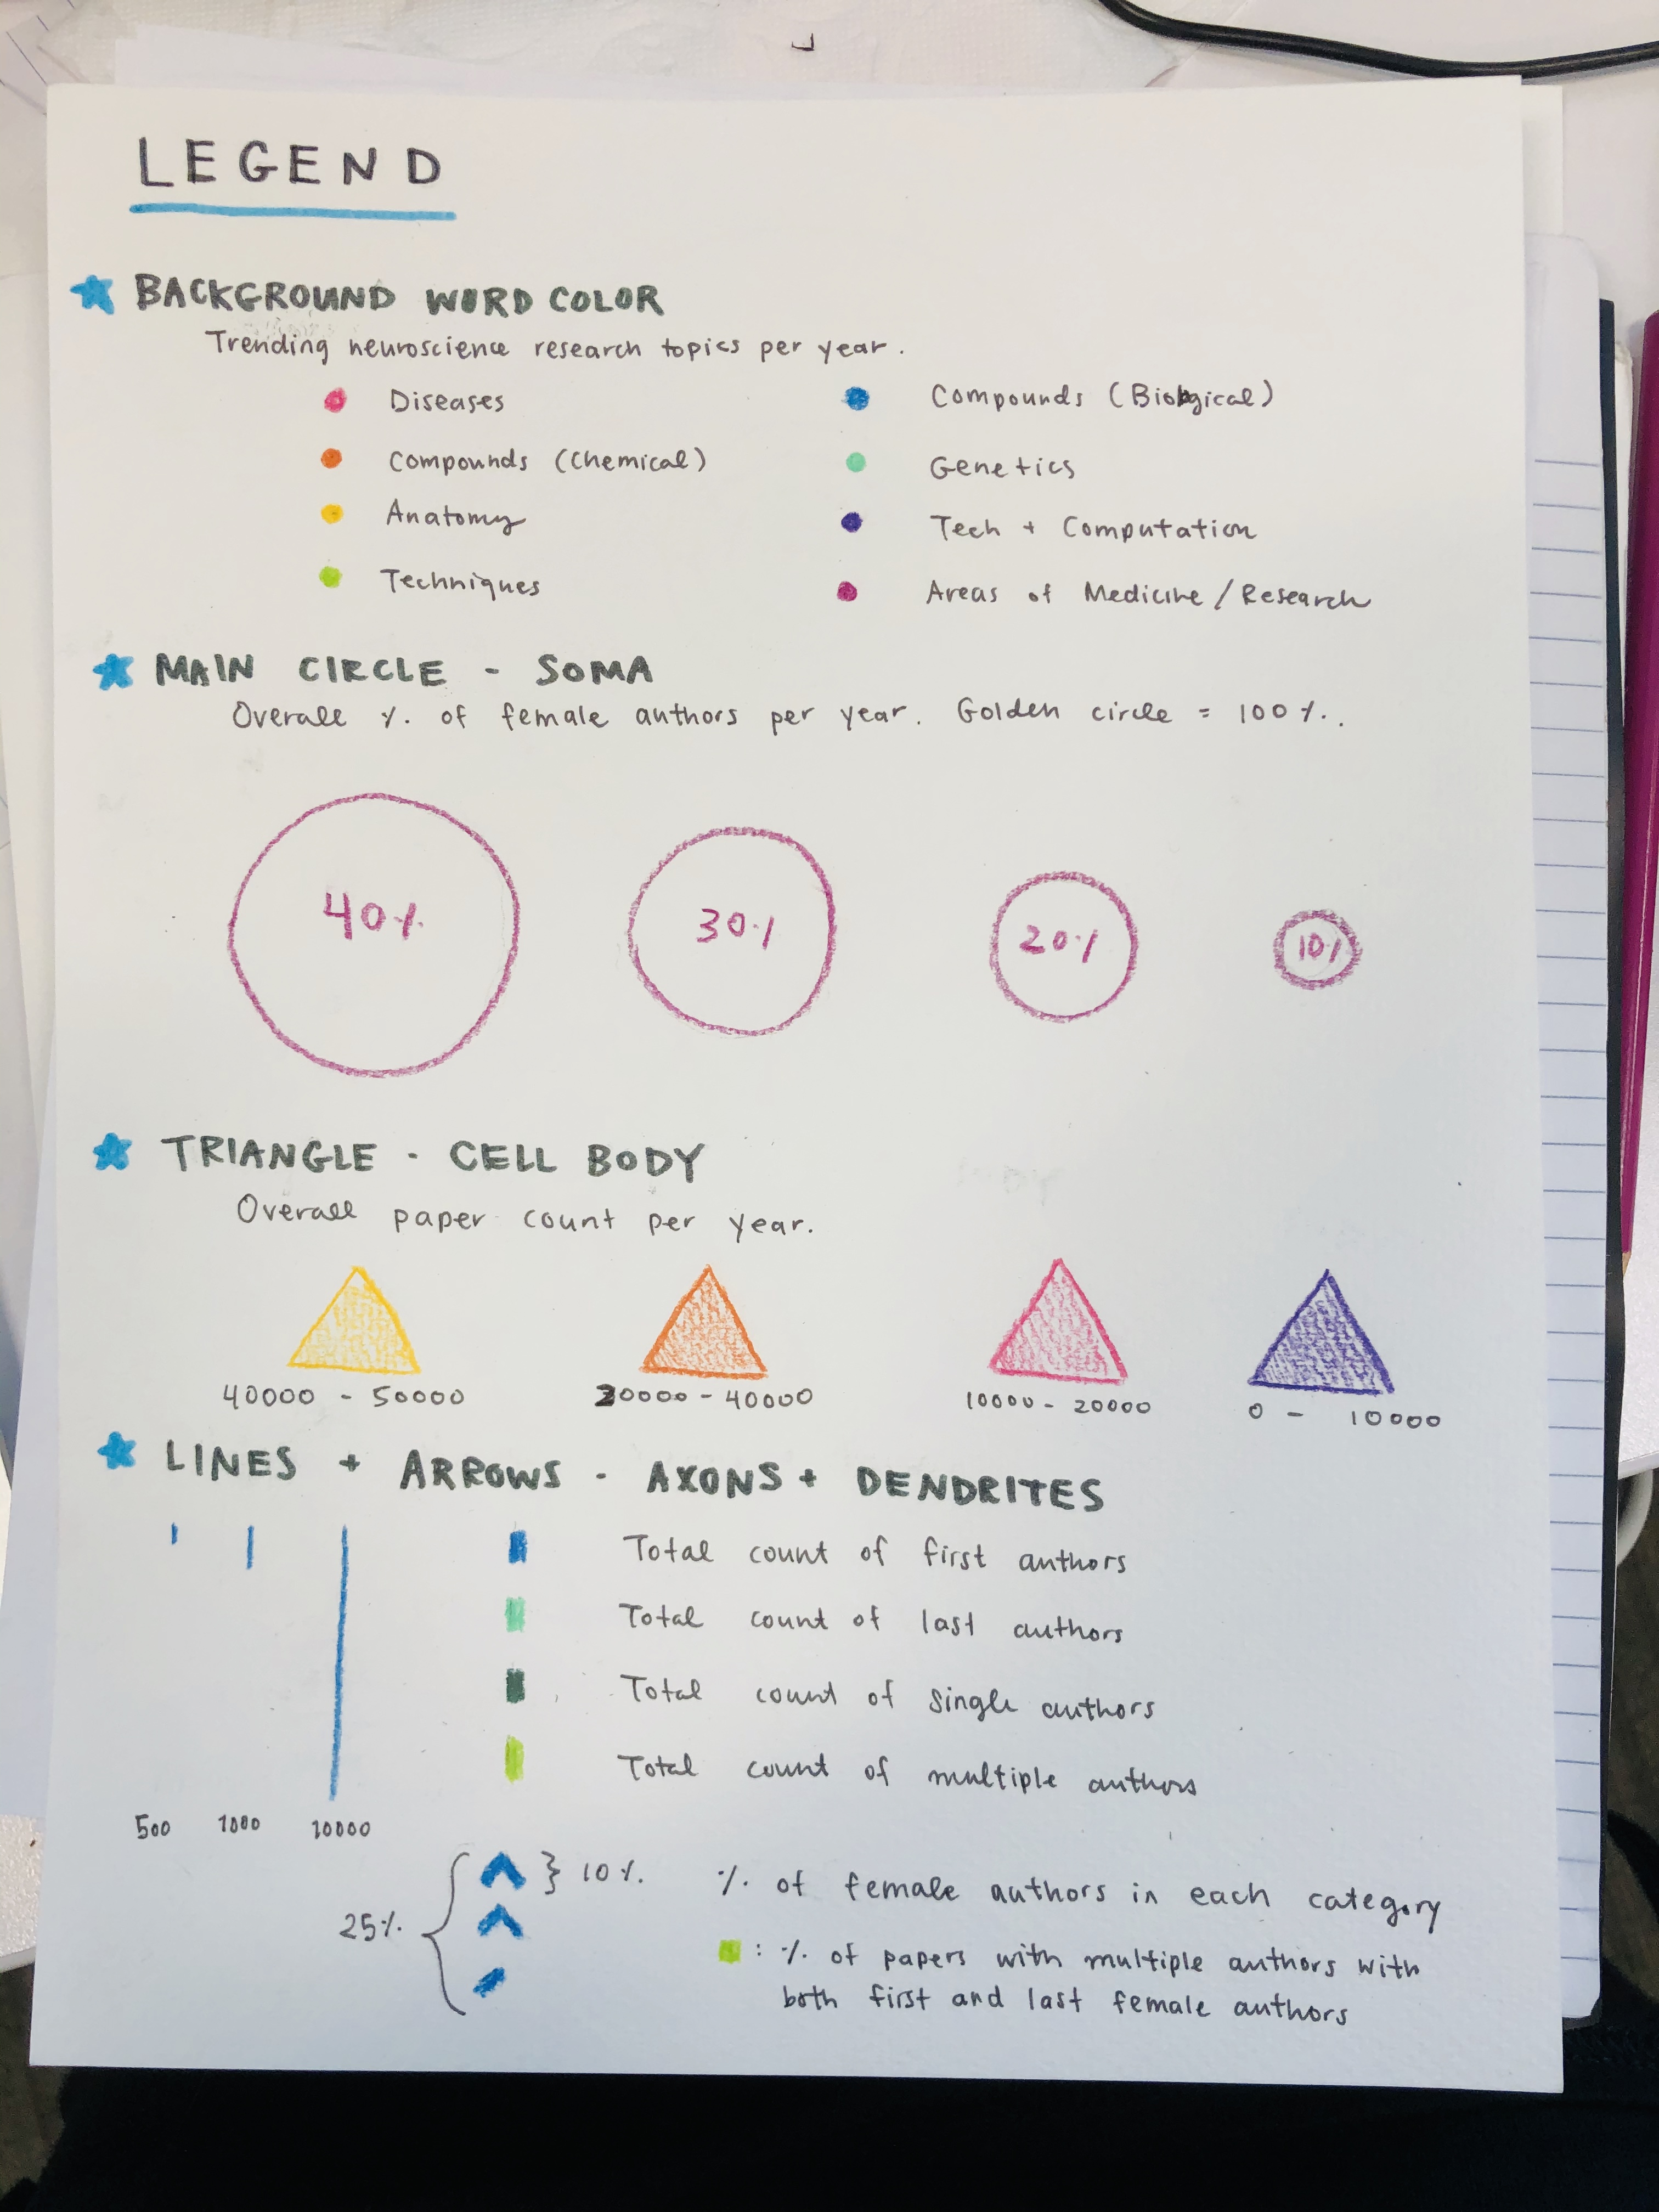 LEGEND
BACKGROUND WORD COLOR
Trending neuroscience research topics per year.
Diseases
Compounds (Biological)
Compounds (Chemical)
Genetics
Anatomy
Tech + Computation
Techniques
Areas of Medicine/Research
MAIN CIRCLE - SOMA
Overall % of female authors per year. Golden circle = 100%.
40%
30%
20%
10%
TRIANGLE - CELL BODY
Overall paper count per year.
40000 - 50000
20000 - 40000
10000 - 20000
0 - 10000
LINES + ARROWS - AXONS + DENDRITES
Total count of first authors
Total count of last authors
Total count of single authors
Total count of multiple authors
500 1000 10000
25% 10% % of female authors in each category
: % of papers with multiple authors with
both first and last female authors